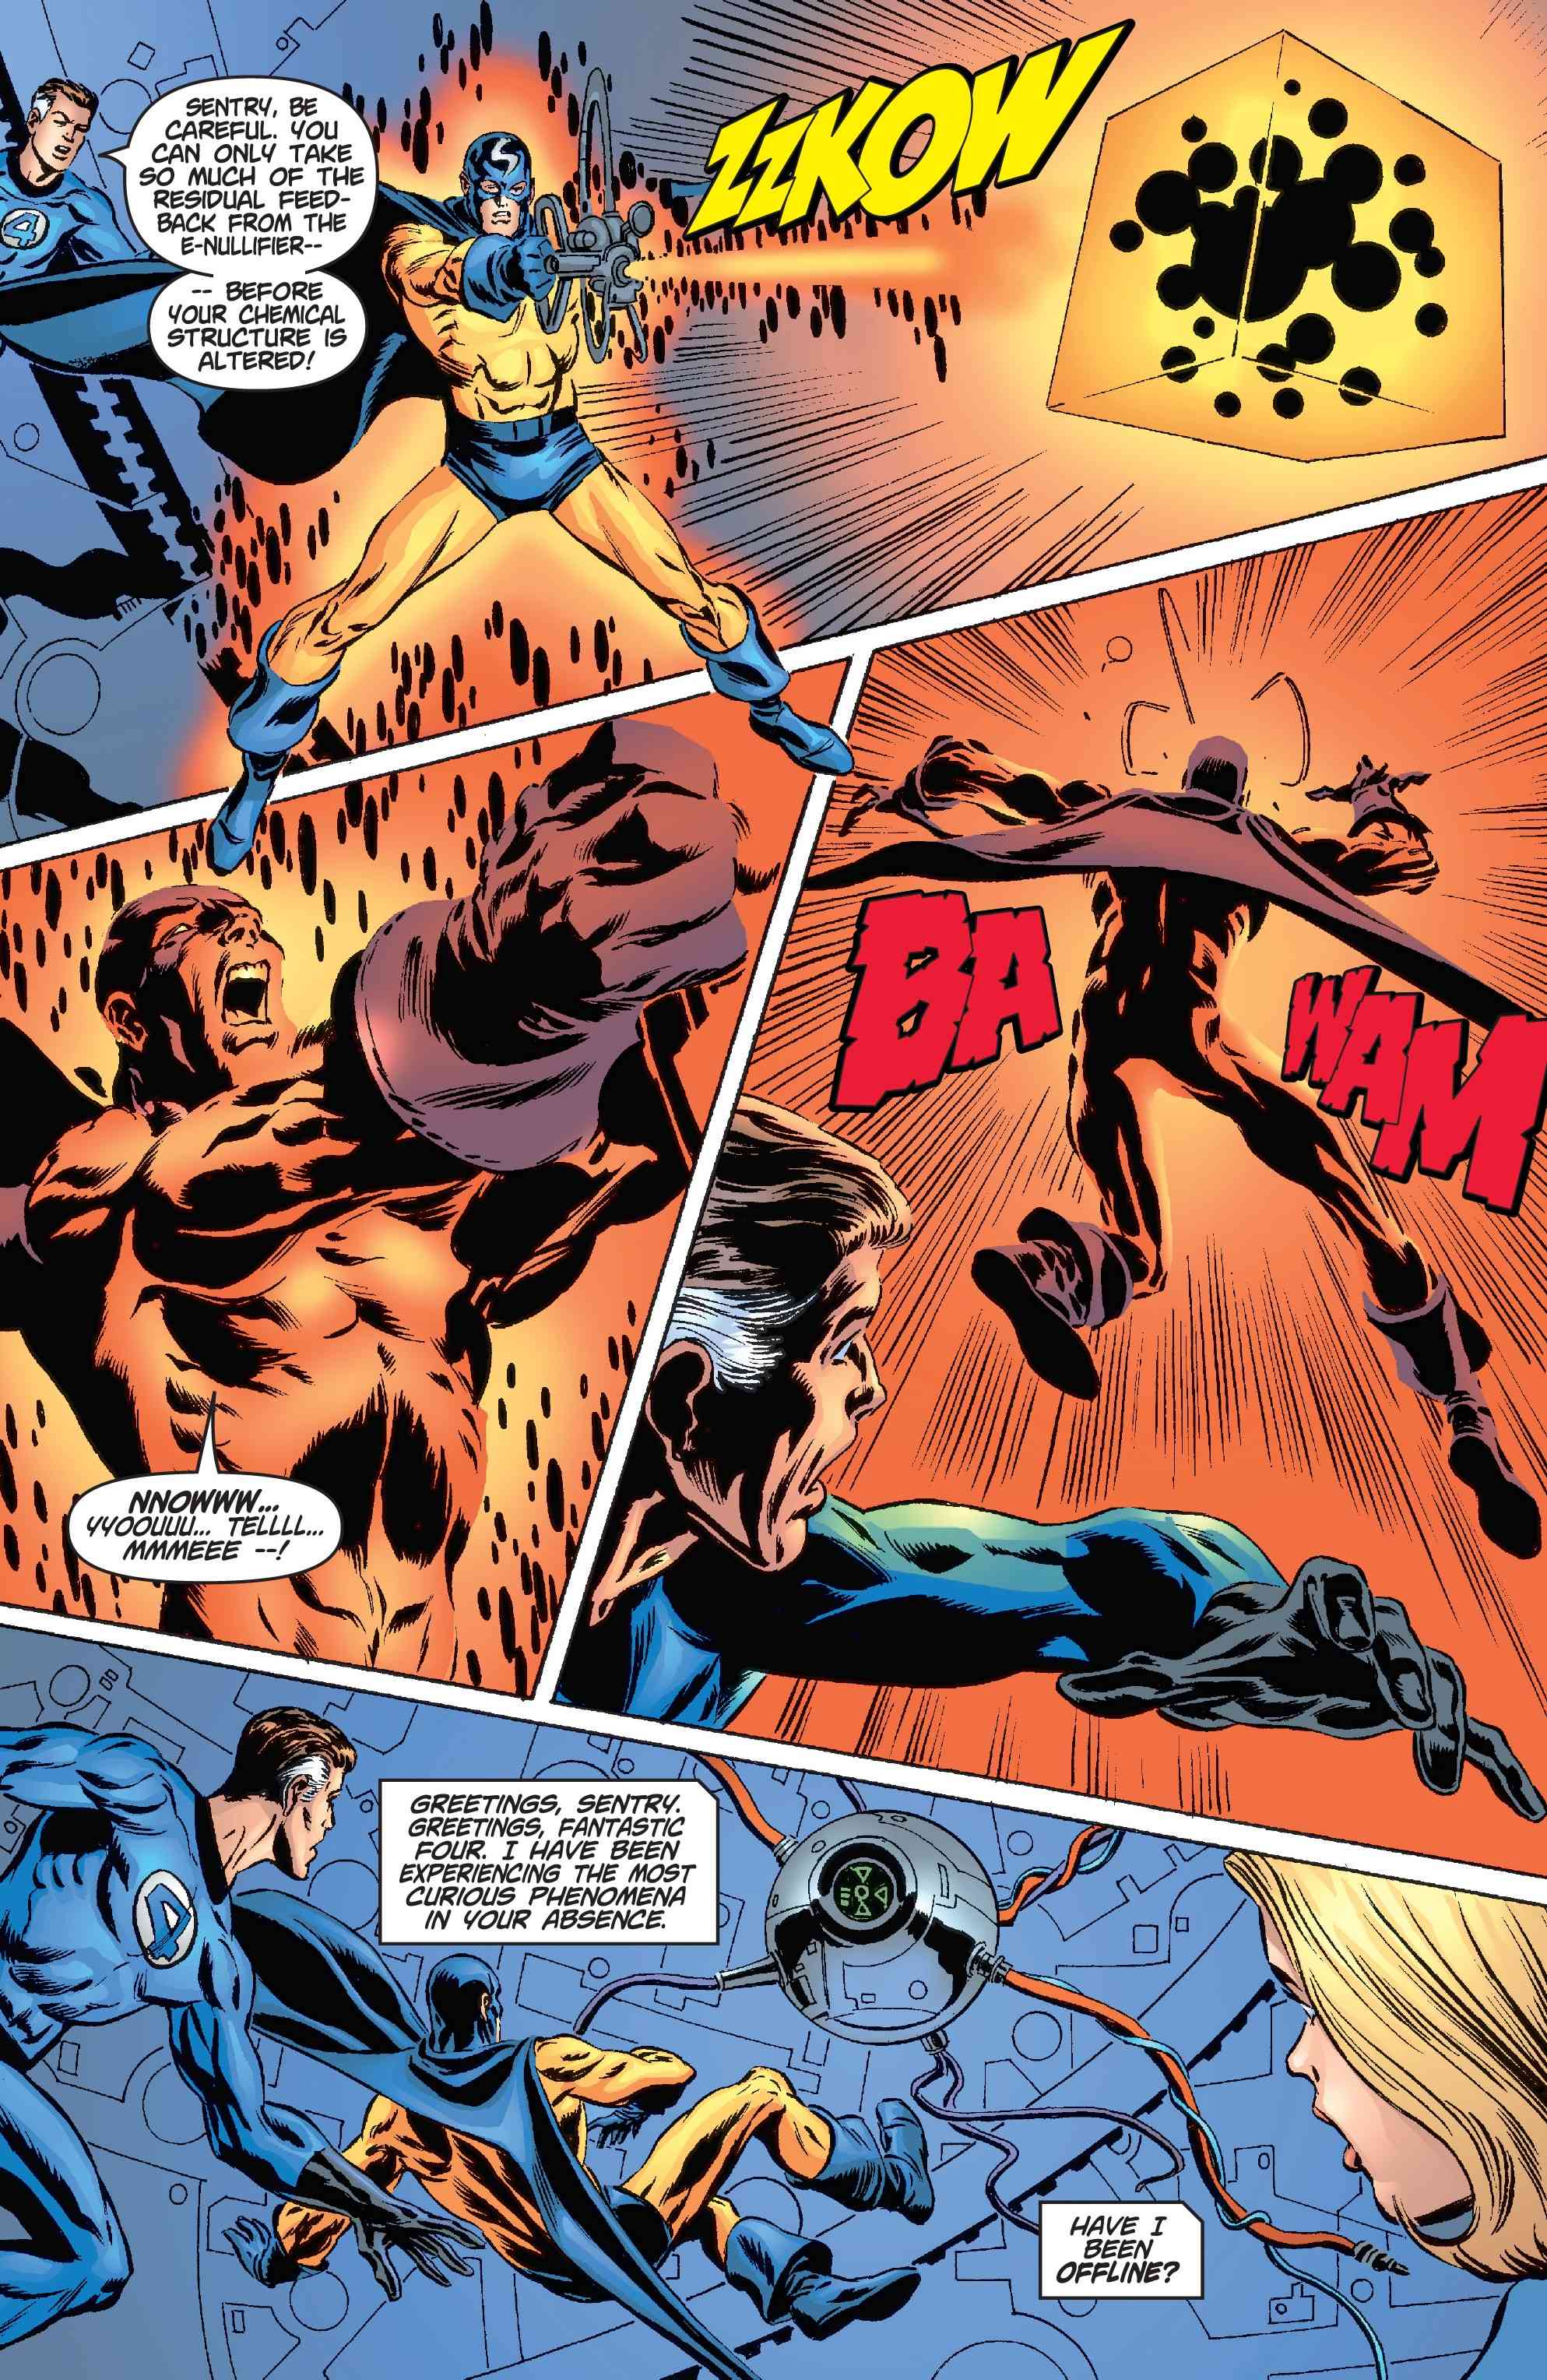 SENTRY, BE
CAREFUL. YOU
CAN ONLY TAKE
SO MUCH OF THE
RESIDUAL FEED-
BACK FROM THE
E-NULLIFIER--
-- BEFORE
YOUR CHEMICAL
STRUCTURE IS
ALTERED!
4
S
ZZKOW
NNOWWW...
YYOOUUU... TELLLL...
MMMEEE --!
BA
WAM
GREETINGS, SENTRY.
GREETINGS, FANTASTIC
FOUR. I HAVE BEEN
EXPERIENCING THE MOST
CURIOUS PHENOMENA
IN YOUR ABSENCE.
4
HAVE I
BEEN
OFFLINE?